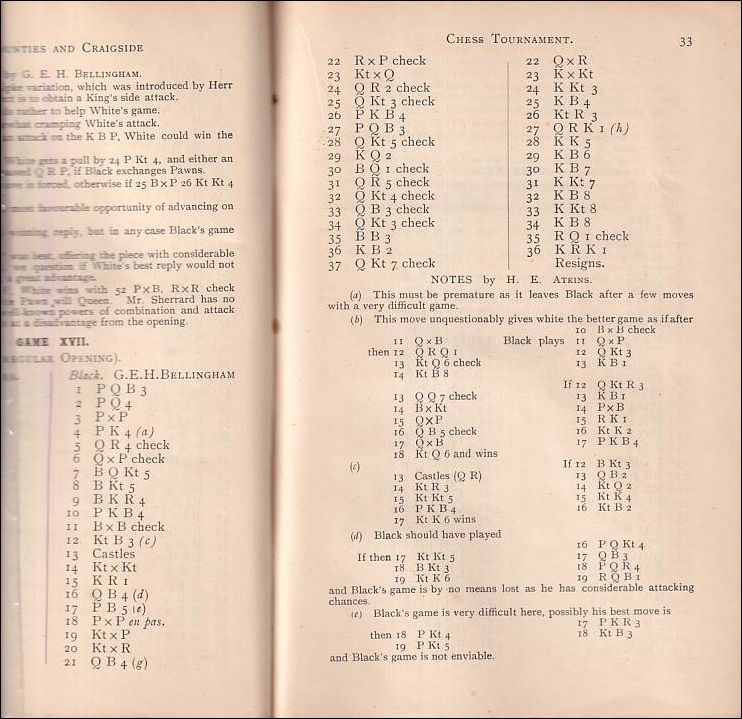 UNTIES AND CRAIGSIDE
by G. E. H. BELLINGHAM.
variation, which was introduced by Herr
is to obtain a King's side attack.
rather to help White's game.
cramping White's attack.
attack on the K B P, White could win the
White gets a pull by 24 P Kt 4, and either an
Q R P, if Black exchanges Pawns.
is forced, otherwise if 25 B x P 26 Kt Kt 4
most favourable opportunity of advancing on
winning reply, but in any case Black's game
was best, offering the piece with considerable
we question if White's best reply would not
a great advantage.
White wins with 52 P x B, R x R check
Pawn will Queen. Mr. Sherrard has no
well-known powers of combination and attack
as a disadvantage from the opening.
GAME XVII.
REGULAR OPENING).
Black. G.E.H. BELLINGHAM
1 P Q B 3
2 P Q 4
3 P x P
4 P K 4 (a)
5 Q R 4 check
6 Q x P check
7 B Q Kt 5
8 B Kt 5
9 B K R 4
10 P K B 4
11 B x B check
12 Kt B 3 (c)
13 Castles
14 Kt x Kt
15 K R 1
16 Q B 4 (d)
17 P B 5 (e)
18 P x P en pas.
19 Kt x P
20 Kt x R
21 Q B 4 (g)
CHESS TOURNAMENT. 33
22 R x P check 22 Q x R
23 Kt x Q 23 K x Kt
24 Q R 2 check 24 K Kt 3
25 Q Kt 3 check 25 K B 4
26 P K B 4 26 Kt R 3
27 P Q B 3 27 Q R K 1 (h)
28 Q Kt 5 check 28 K K 5
29 K Q 2 29 K B 6
30 B Q 1 check 30 K B 7
31 Q R 5 check 31 K Kt 7
32 Q Kt 4 check 32 K B 8
33 Q B 3 check 33 K Kt 8
34 Q Kt 3 check 34 K B 8
35 B B 3 35 R Q 1 check
36 K B 2 36 K R K 1
37 Q Kt 7 check Resigns.
NOTES by H. E. ATKINS.
(a) This must be premature as it leaves Black after a few moves
with a very difficult game.
(b) This move unquestionably gives white the better game as if after
10 B x B check
11 Q x B Black plays 11 Q x P
then 12 Q R Q 1 12 Q Kt 3
13 Kt Q 6 check 13 K B 1
14 Kt B 8
If 12 Q Kt R 3
13 Q Q 7 check 13 K B 1
14 B x Kt 14 P x B
15 Q x P 15 R K 1
16 Q B 5 check 16 Kt K 2
17 Q x B 17 P K B 4
18 Kt Q 6 and wins
(c) If 12 B Kt 3
13 Castles (Q R) 13 Q B 2
14 Kt R 3 14 Kt Q 2
15 Kt Kt 5 15 Kt K 4
16 P K B 4 16 Kt B 2
17 Kt K 6 wins
(d) Black should have played
16 P Q Kt 4
If then 17 Kt Kt 5 17 Q B 3
18 B Kt 3 18 P Q R 4
19 Kt K 6 19 R Q B 1
and Black's game is by no means lost as he has considerable attacking
chances.
(e) Black's game is very difficult here, possibly his best move is
17 P K R 3
then 18 P Kt 4 18 Kt B 3
19 P Kt 5
and Black's game is not enviable.